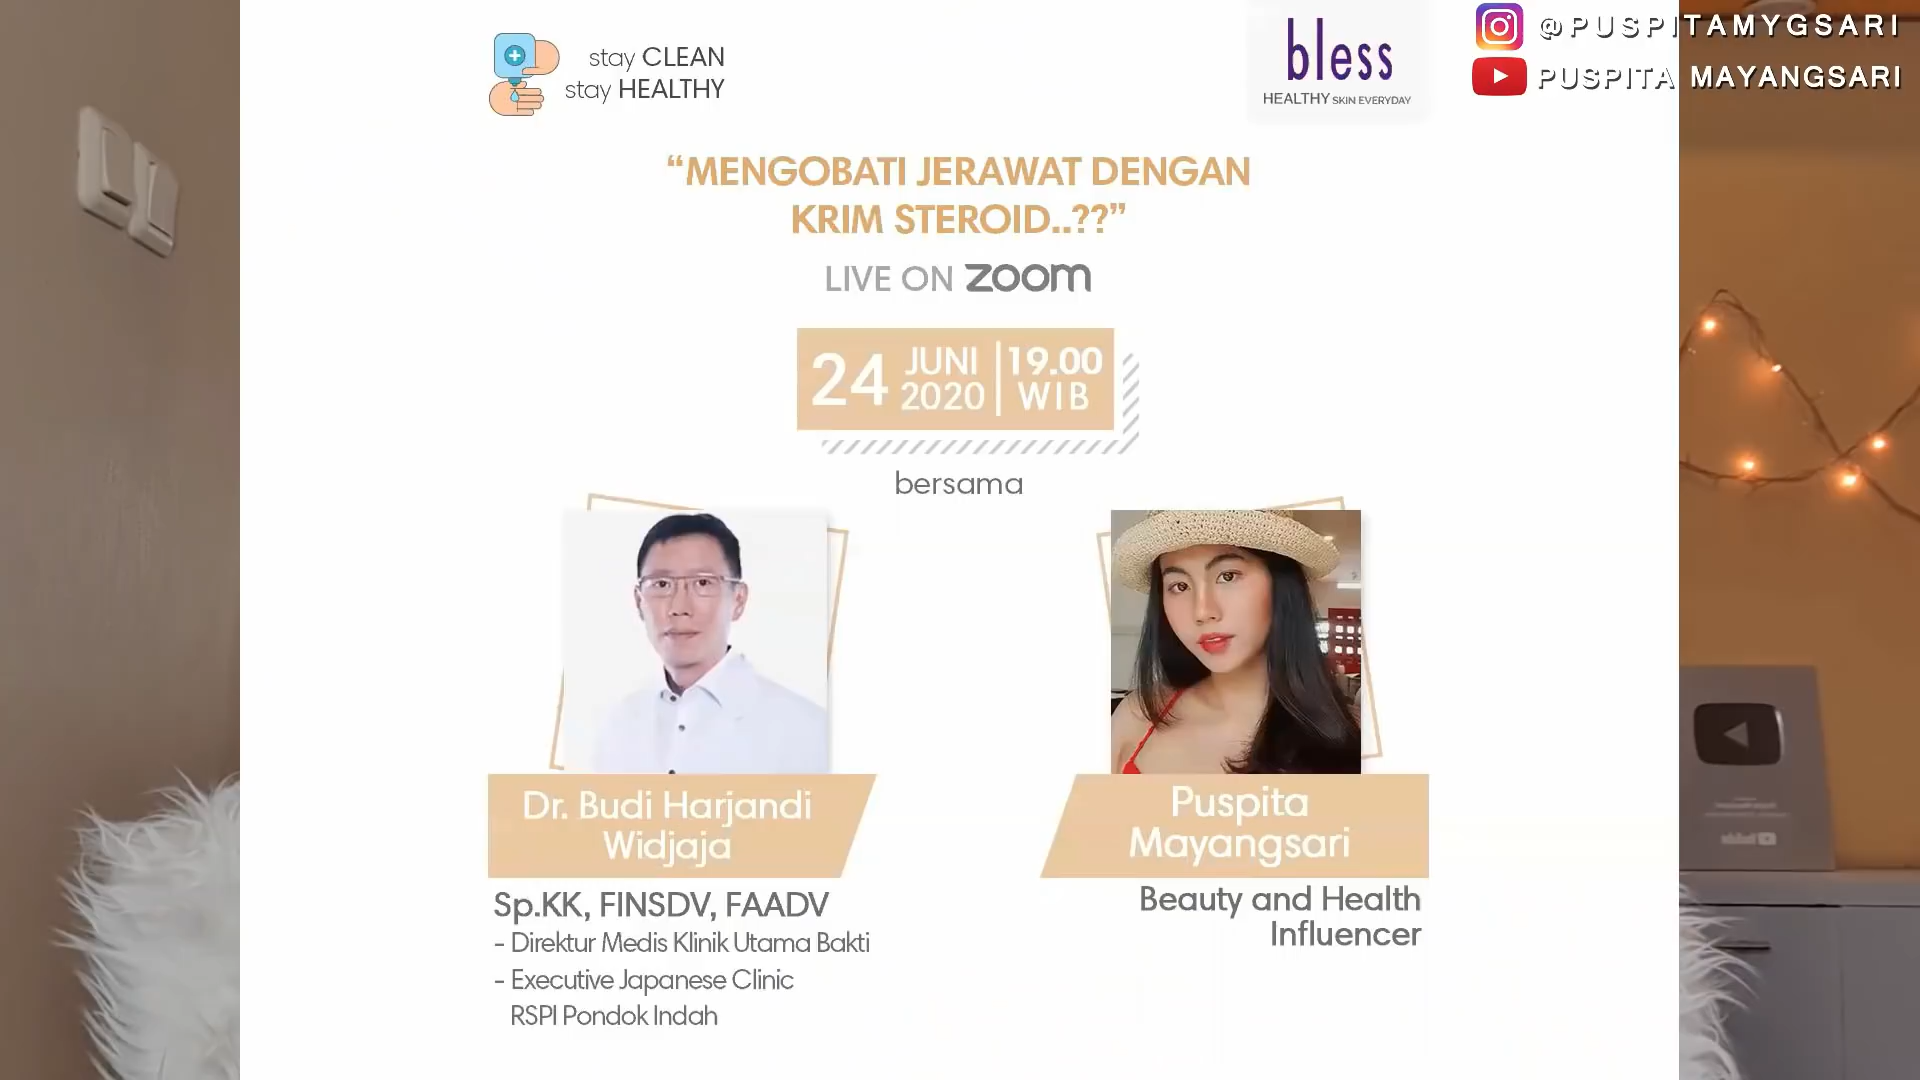 stay CLEAN
stay HEALTHY
bless
HEALTHY SKIN EVERYDAY
@PUSPITAMYGSARI
PUSPITA MAYANGSARI
“MENGOBATI JERAWAT DENGAN
KRIM STEROID..??”
LIVE ON zoom
24 JUNI 2020 | 19.00 WIB
bersama
Dr. Budi Harjandi
Widjaja
Sp.KK, FINSDV, FAADV
- Direktur Medis Klinik Utama Bakti
- Executive Japanese Clinic
RSPI Pondok Indah
Puspita
Mayangsari
Beauty and Health
Influencer